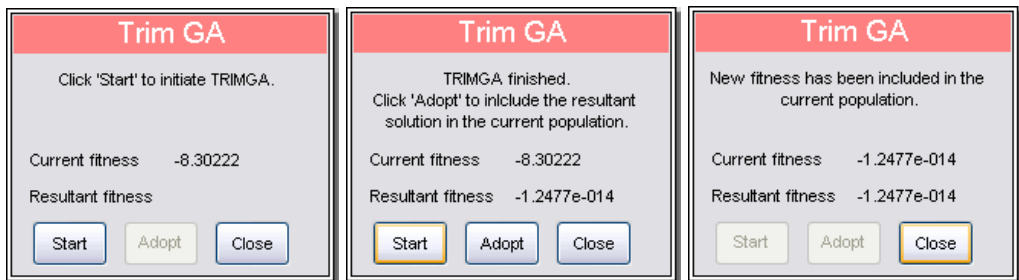 Trim GA
Click 'Start' to initiate TRIMGA.
Current fitness -8.30222
Resultant fitness
Start Adopt Close
Trim GA
TRIMGA finished.
Click 'Adopt' to inlclude the resultant
solution in the current population.
Current fitness -8.30222
Resultant fitness -1.2477e-014
Start Adopt Close
Trim GA
New fitness has been included in the
current population.
Current fitness -1.2477e-014
Resultant fitness -1.2477e-014
Start Adopt Close